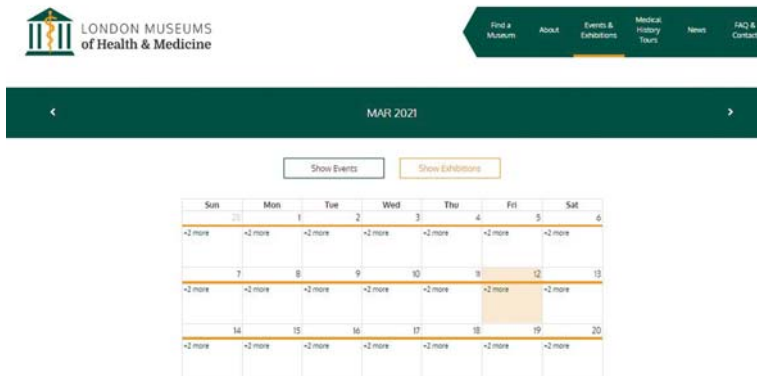 LONDON MUSEUMS
of Health & Medicine
Find a
Museum
About
Events &
Exhibitions
Medical
History
Tours
News
FAQ &
Contact
MAR 2021
Show Events
Show Exhibitions
Sun Mon Tue Wed Thu Fri Sat
28 1 2 3 4 5 6
+2 more +2 more +2 more +2 more +2 more +2 more +2 more
7 8 9 10 11 12 13
+2 more +2 more +2 more +2 more +2 more +2 more +2 more
14 15 16 17 18 19 20
+2 more +2 more +2 more +2 more +2 more +2 more +2 more